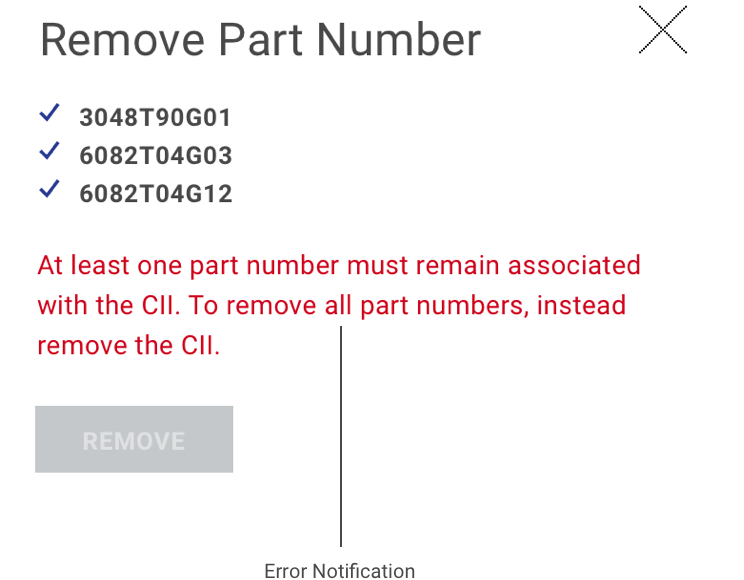 Remove Part Number
3048T90G01
6082T04G03
6082T04G12
At least one part number must remain associated
with the CII. To remove all part numbers, instead
remove the CII.
REMOVE
Error Notification